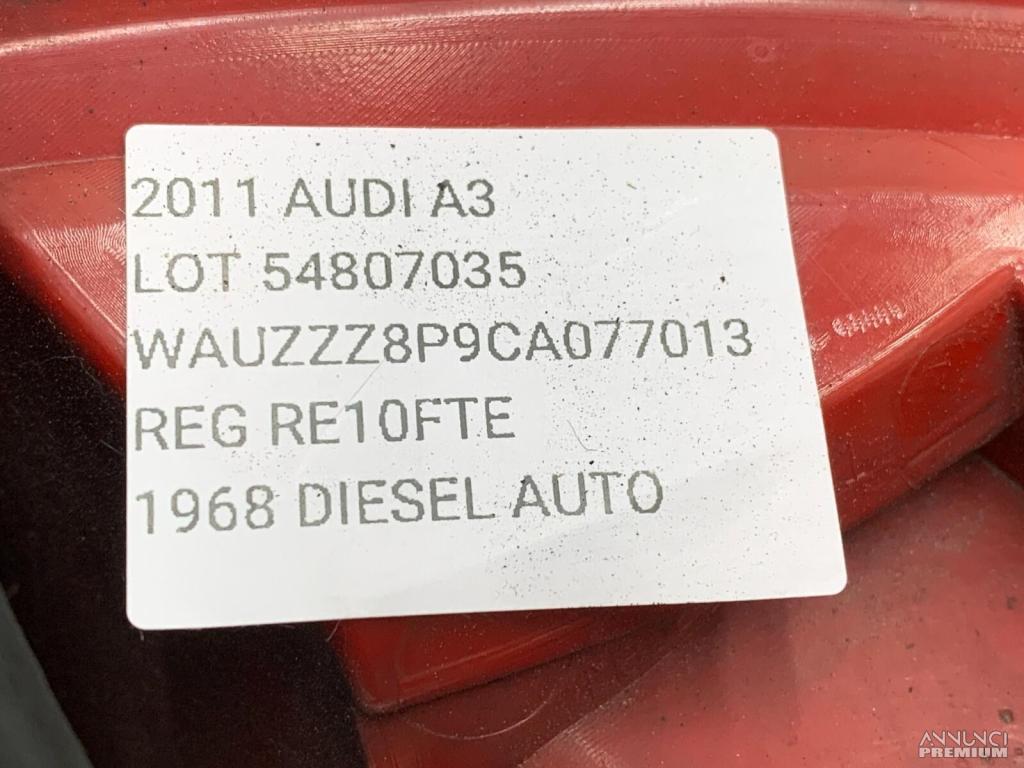 2011 AUDI A3
LOT 54807035
WAUZZZ8P9CA077013
REG RE10FTE
1968 DIESEL AUTO
ANNUNCI
PREMIUM